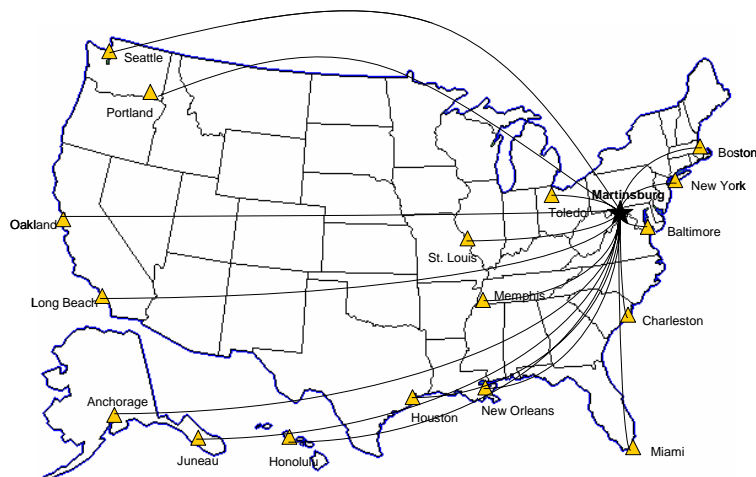 Seattle
Portland
Boston
New York
Martinsburg
Toledo
Oakland
Baltimore
St. Louis
Long Beach
Memphis
Charleston
Anchorage
Houston
New Orleans
Juneau
Honolulu
Miami